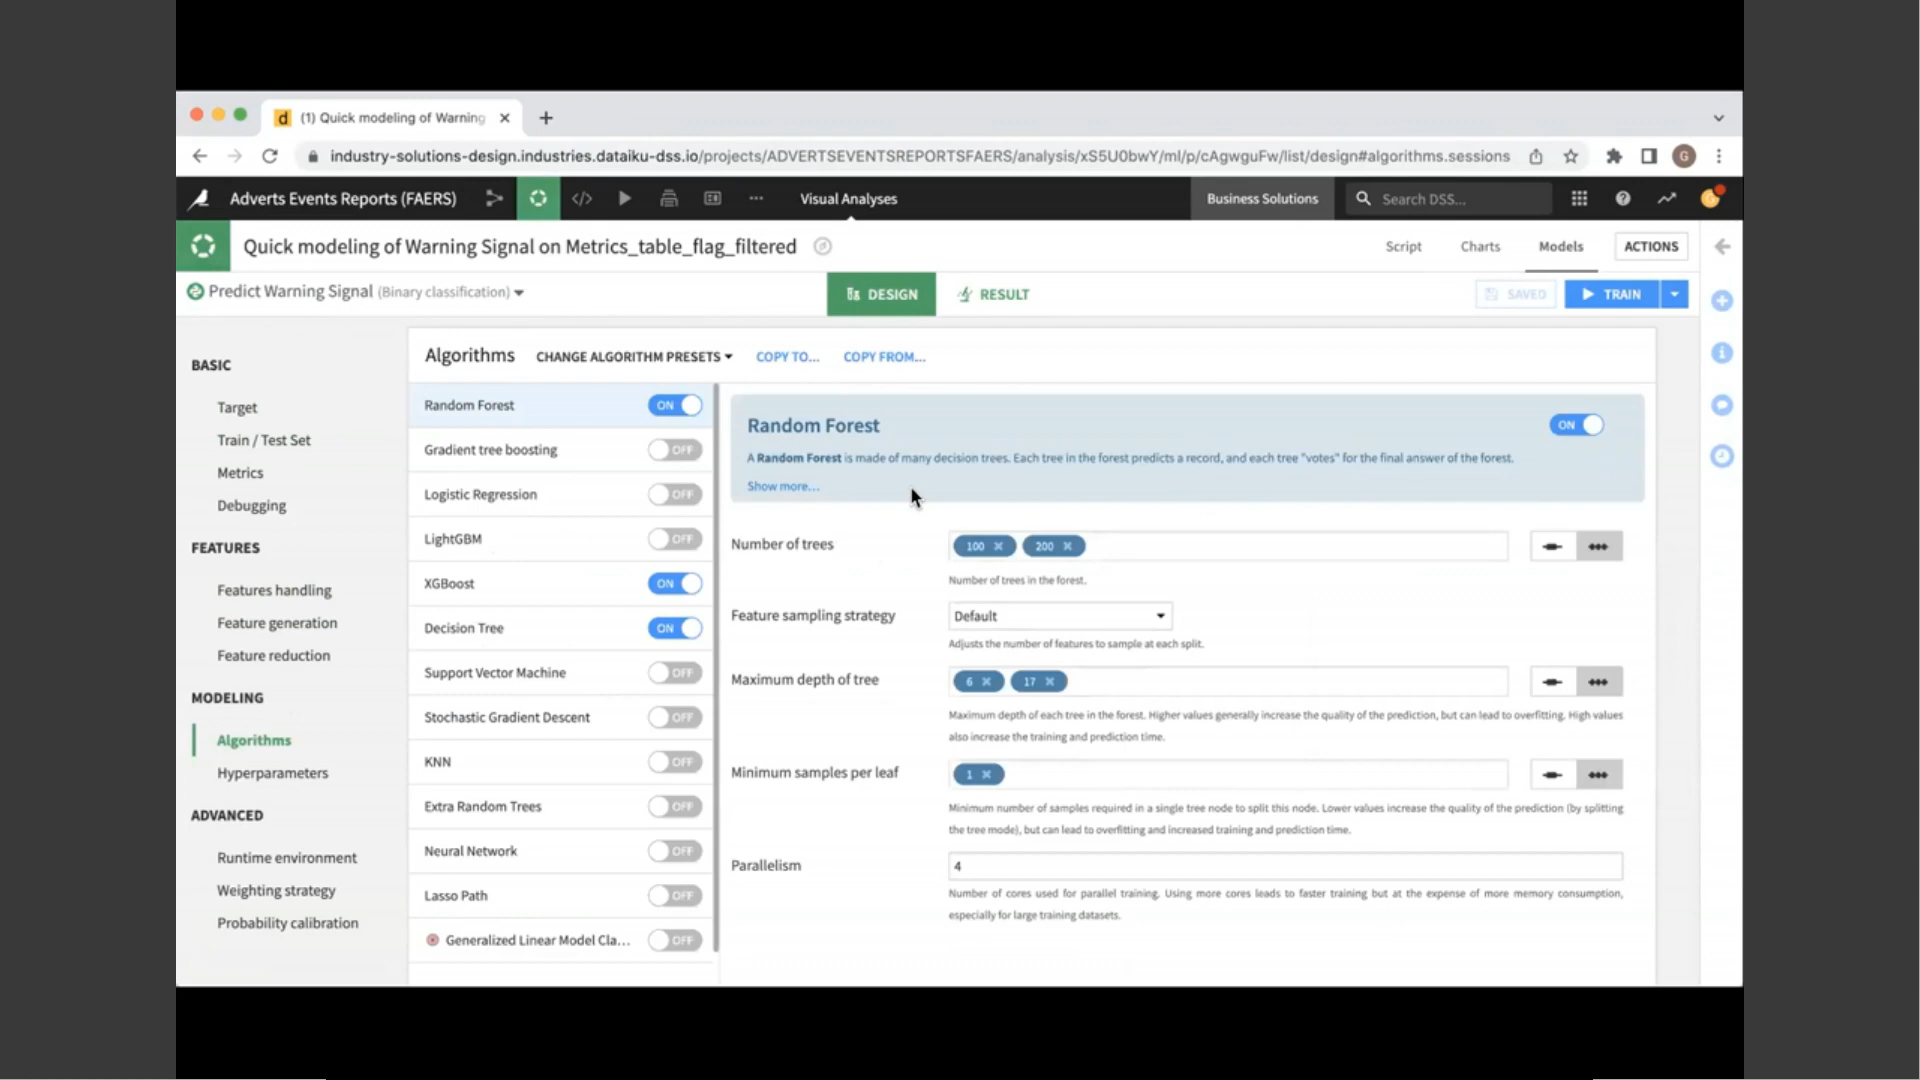 d (1) Quick modeling of Warning
industry-solutions-design.industries.dataiku-dss.io/projects/ADVERTSEVENTSREPORTSFAERS/analysis/xS5U0bwY/ml/p/cAgwguFw/list/design#algorithms.sessions
G
Adverts Events Reports (FAERS)
Visual Analyses
Business Solutions
Search DSS...
Quick modeling of Warning Signal on Metrics_table_flag_filtered
Script
Charts
Models
ACTIONS
Predict Warning Signal (Binary classification)
DESIGN
RESULT
SAVED
TRAIN
BASIC
Target
Train / Test Set
Metrics
Debugging
FEATURES
Features handling
Feature generation
Feature reduction
MODELING
Algorithms
Hyperparameters
ADVANCED
Runtime environment
Weighting strategy
Probability calibration
Algorithms
CHANGE ALGORITHM PRESETS
COPY TO...
COPY FROM...
Random Forest ON
Gradient tree boosting OFF
Logistic Regression OFF
LightGBM OFF
XGBoost ON
Decision Tree ON
Support Vector Machine OFF
Stochastic Gradient Descent OFF
KNN OFF
Extra Random Trees OFF
Neural Network OFF
Lasso Path OFF
Generalized Linear Model Cla... OFF
Random Forest
ON
A Random Forest is made of many decision trees. Each tree in the forest predicts a record, and each tree "votes" for the final answer of the forest.
Show more...
Number of trees
100 200
Number of trees in the forest.
Feature sampling strategy
Default
Adjusts the number of features to sample at each split.
Maximum depth of tree
6 17
Maximum depth of each tree in the forest. Higher values generally increase the quality of the prediction, but can lead to overfitting. High values
also increase the training and prediction time.
Minimum samples per leaf
1
Minimum number of samples required in a single tree node to split this node. Lower values increase the quality of the prediction (by splitting
the tree mode), but can lead to overfitting and increased training and prediction time.
Parallelism
4
Number of cores used for parallel training. Using more cores leads to faster training but at the expense of more memory consumption,
especially for large training datasets.